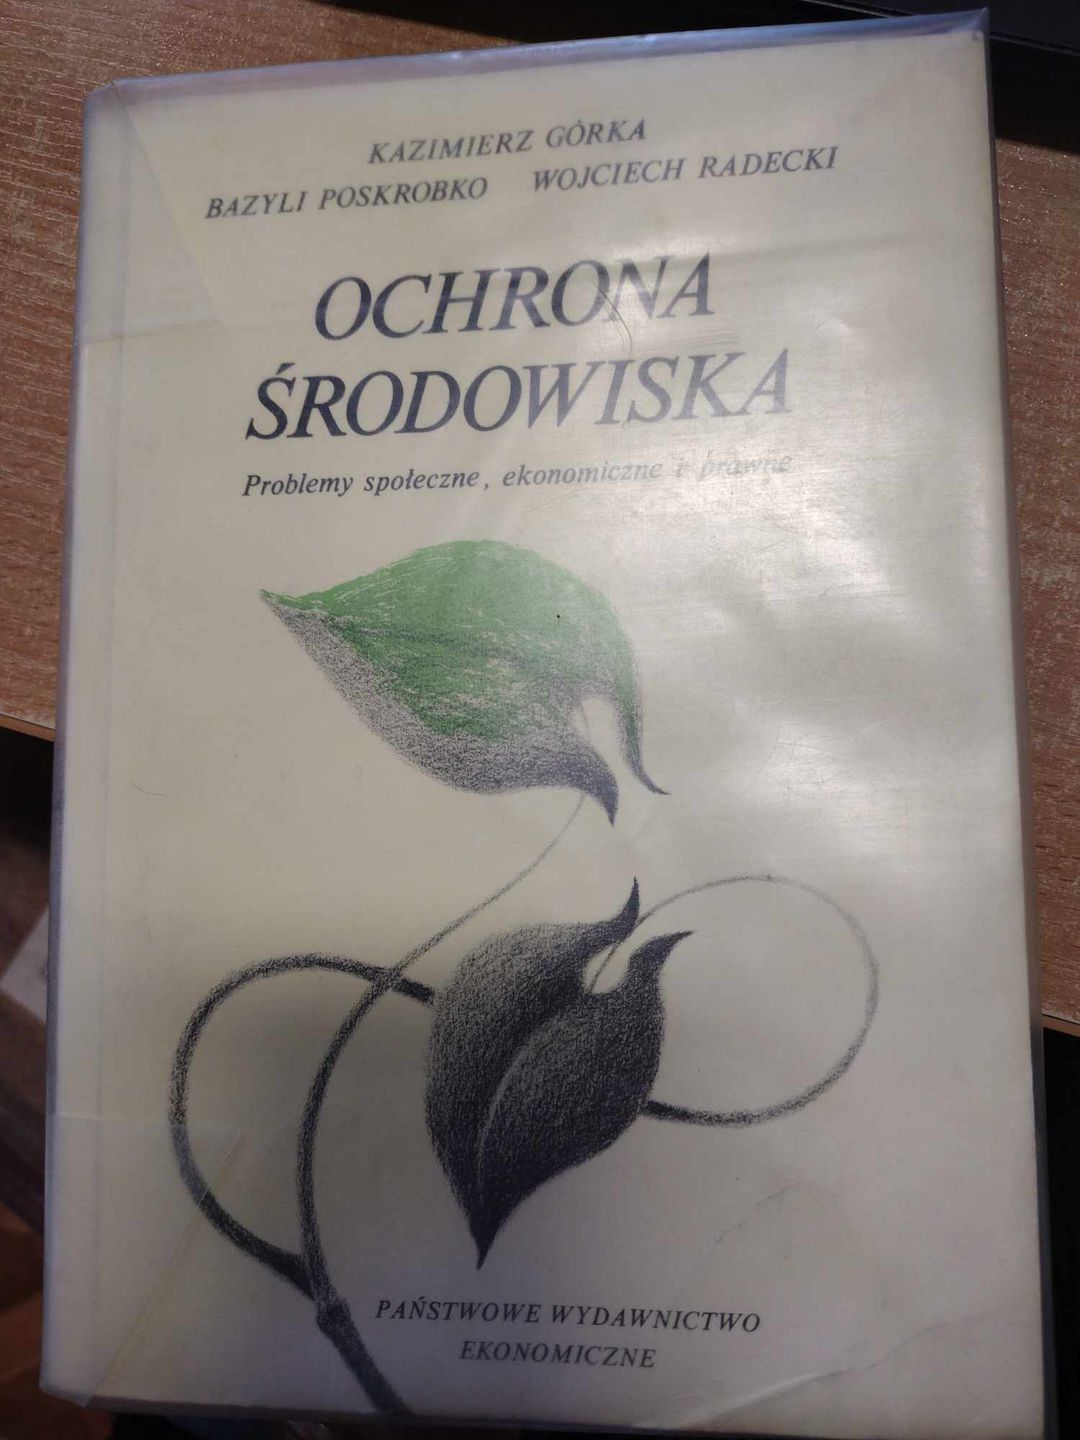 KAZIMIERZ GÓRKA
BAZYLI POSKROBKO WOJCIECH RADECKI
OCHRONA
ŚRODOWISKA
Problemy społeczne, ekonomiczne i prawne
PAŃSTWOWE WYDAWNICTWO
EKONOMICZNE